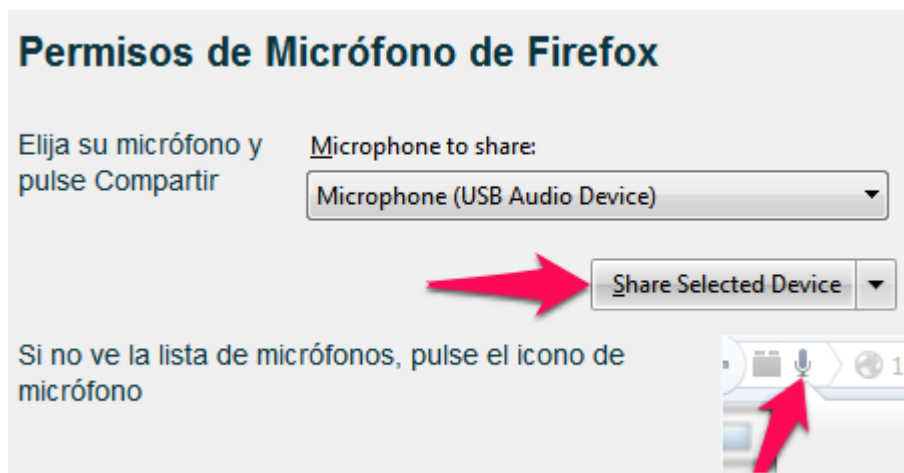 Permisos de Micrófono de Firefox
Elija su micrófono y
pulse Compartir
Microphone to share:
Microphone (USB Audio Device)
Share Selected Device
Si no ve la lista de micrófonos, pulse el icono de
micrófono
1